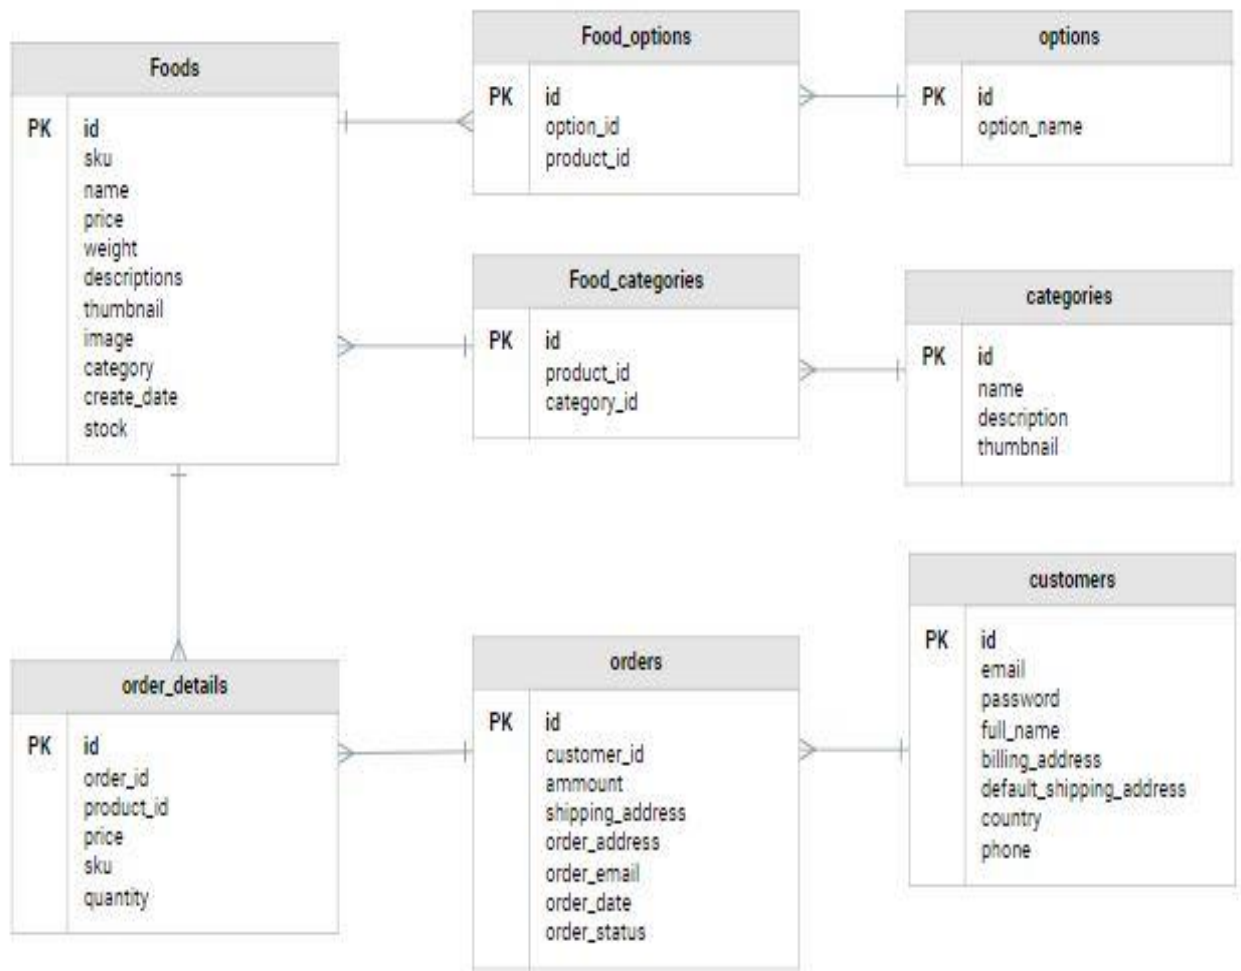 Foods
PK id
sku
name
price
weight
descriptions
thumbnail
image
category
create_date
stock
Food_options
PK id
option_id
product_id
options
PK id
option_name
Food_categories
PK id
product_id
category_id
categories
PK id
name
description
thumbnail
order_details
PK id
order_id
product_id
price
sku
quantity
orders
PK id
customer_id
ammount
shipping_address
order_address
order_email
order_date
order_status
customers
PK id
email
password
full_name
billing_address
default_shipping_address
country
phone